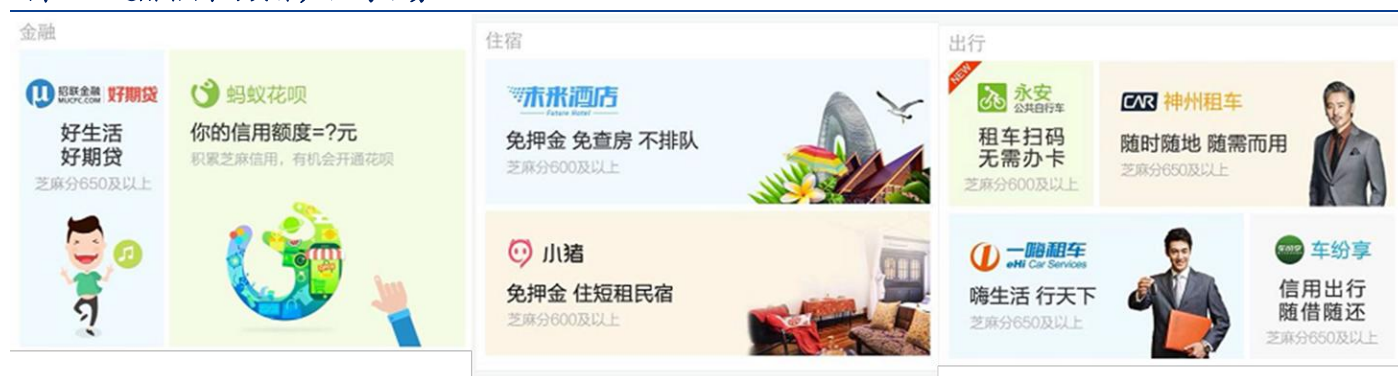 金融
招联金融
MUCFC.COM
好期贷
好生活
好期贷
芝麻分650及以上
蚂蚁花呗
你的信用额度=?元
积累芝麻信用，有机会开通花呗
住宿
未来酒店
Future Hotel
免押金 免查房 不排队
芝麻分600及以上
小猪
免押金 住短租民宿
芝麻分600及以上
出行
NEW
永安
公共自行车
租车扫码
无需办卡
芝麻分600及以上
CAR 神州租车
随时随地 随需而用
芝麻分650及以上
一嗨租车
eHi Car Services
嗨生活 行天下
芝麻分650及以上
车纷享 车纷享
信用出行
随借随还
芝麻分650及以上